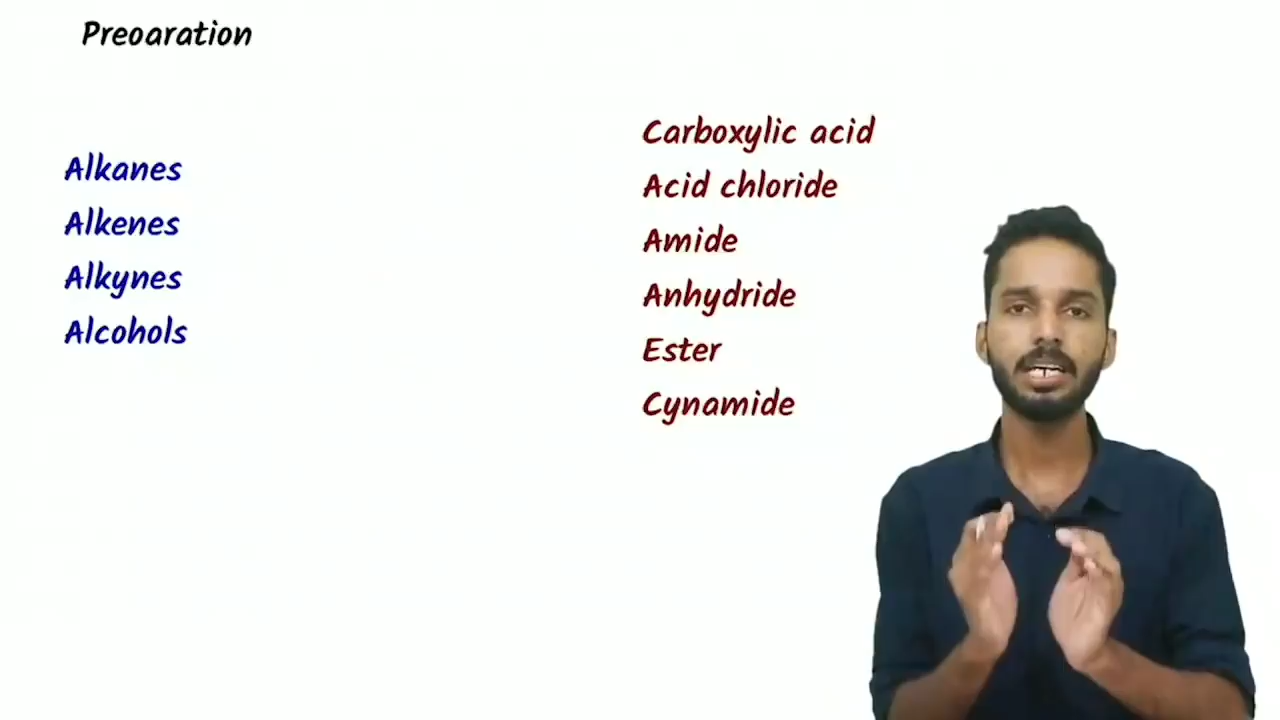 Preoaration
Alkanes
Alkenes
Alkynes
Alcohols
Carboxylic acid
Acid chloride
Amide
Anhydride
Ester
Cynamide